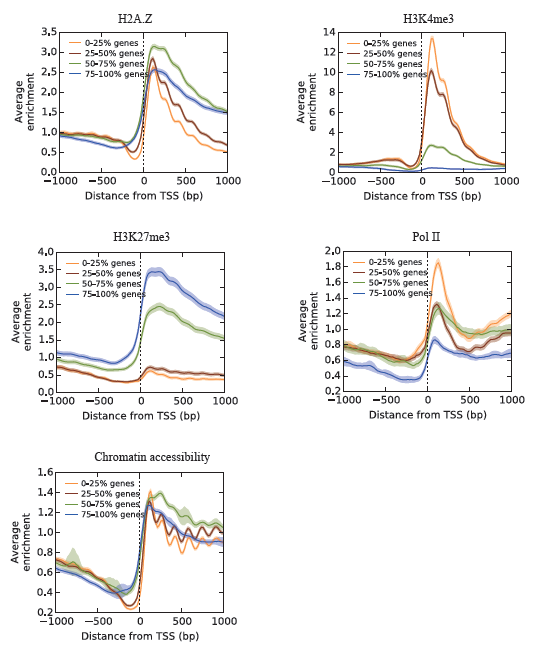 H2A.Z
H3K4me3
3.5
3.0
2.5
2.0
1.5
1.0
0.5
0.0
Average
enrichment
0-25% genes
25-50% genes
50-75% genes
75-100% genes
−1000 −500 0 500 1000
Distance from TSS (bp)
14
12
10
8
6
4
2
0
Average
enrichment
0-25% genes
25-50% genes
50-75% genes
75-100% genes
−1000 −500 0 500 1000
Distance from TSS (bp)
H3K27me3
Pol II
4.0
3.5
3.0
2.5
2.0
1.5
1.0
0.5
0.0
Average
enrichment
0-25% genes
25-50% genes
50-75% genes
75-100% genes
−1000 −500 0 500 1000
Distance from TSS (bp)
2.0
1.8
1.6
1.4
1.2
1.0
0.8
0.6
0.4
0.2
Average
enrichment
0-25% genes
25-50% genes
50-75% genes
75-100% genes
−1000 −500 0 500 1000
Distance from TSS (bp)
Chromatin accessibility
1.6
1.4
1.2
1.0
0.8
0.6
0.4
0.2
Average
enrichment
0-25% genes
25-50% genes
50-75% genes
75-100% genes
−1000 −500 0 500 1000
Distance from TSS (bp)